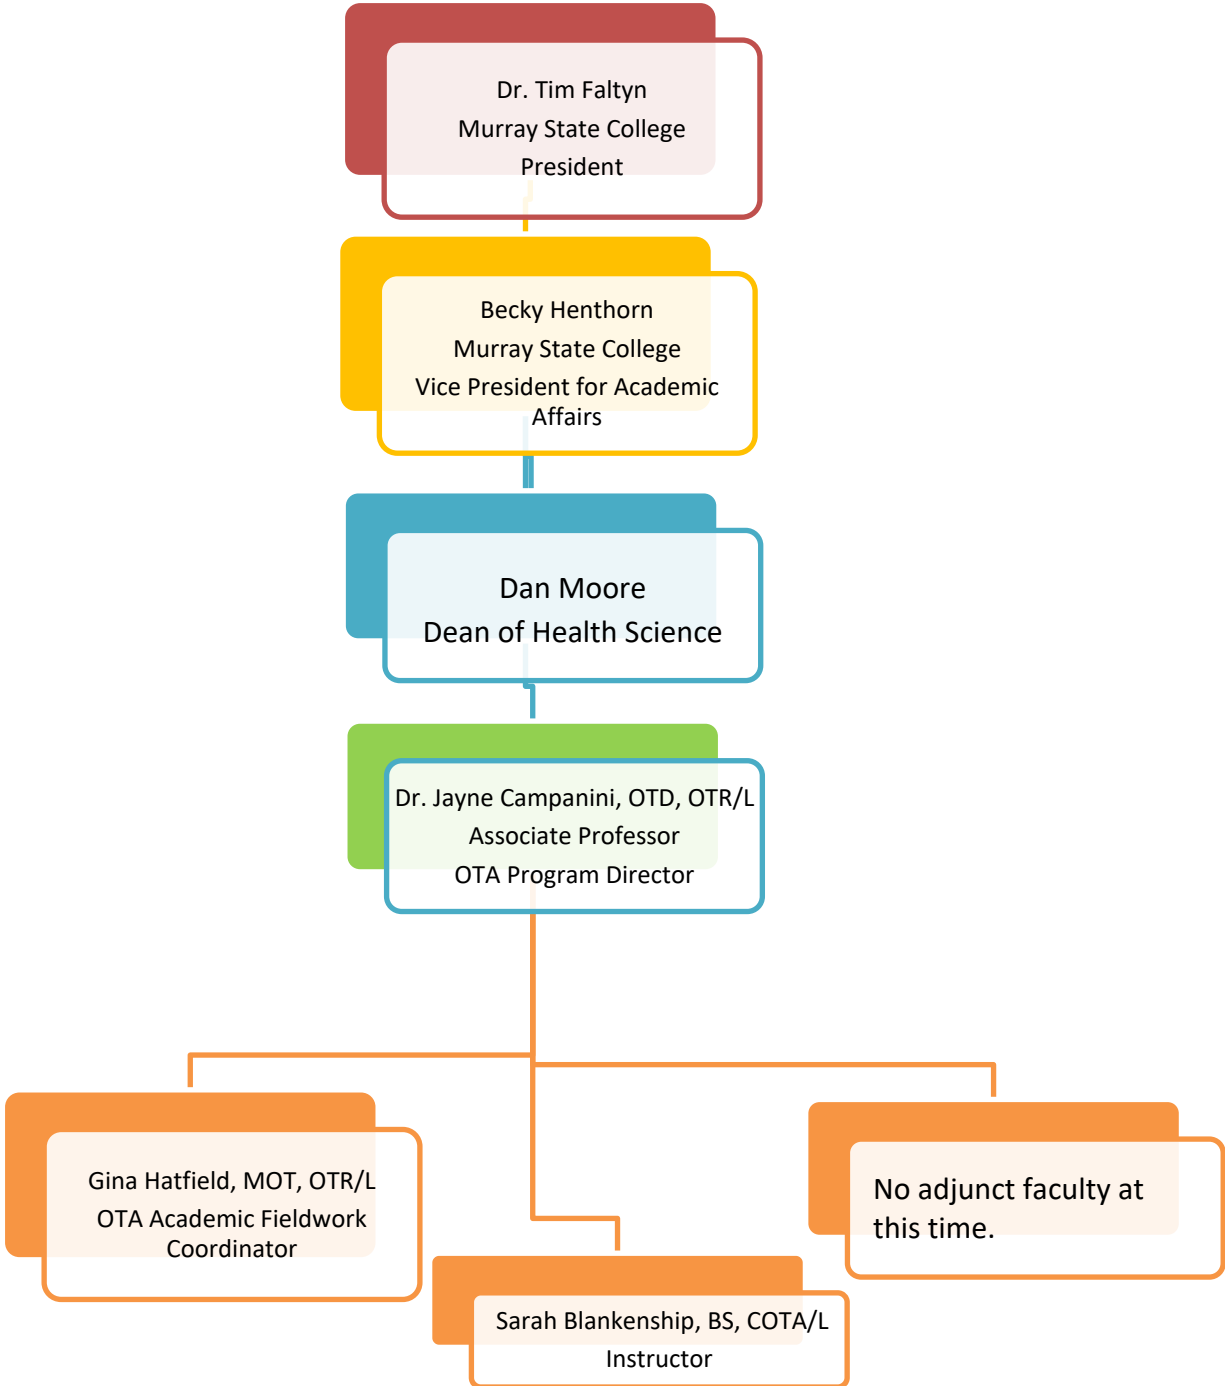 Dr. Tim Faltyn
Murray State College
President
Becky Henthorn
Murray State College
Vice President for Academic
Affairs
Dan Moore
Dean of Health Science
Dr. Jayne Campanini, OTD, OTR/L
Associate Professor
OTA Program Director
Gina Hatfield, MOT, OTR/L
OTA Academic Fieldwork
Coordinator
No adjunct faculty at
this time.
Sarah Blankenship, BS, COTA/L
Instructor